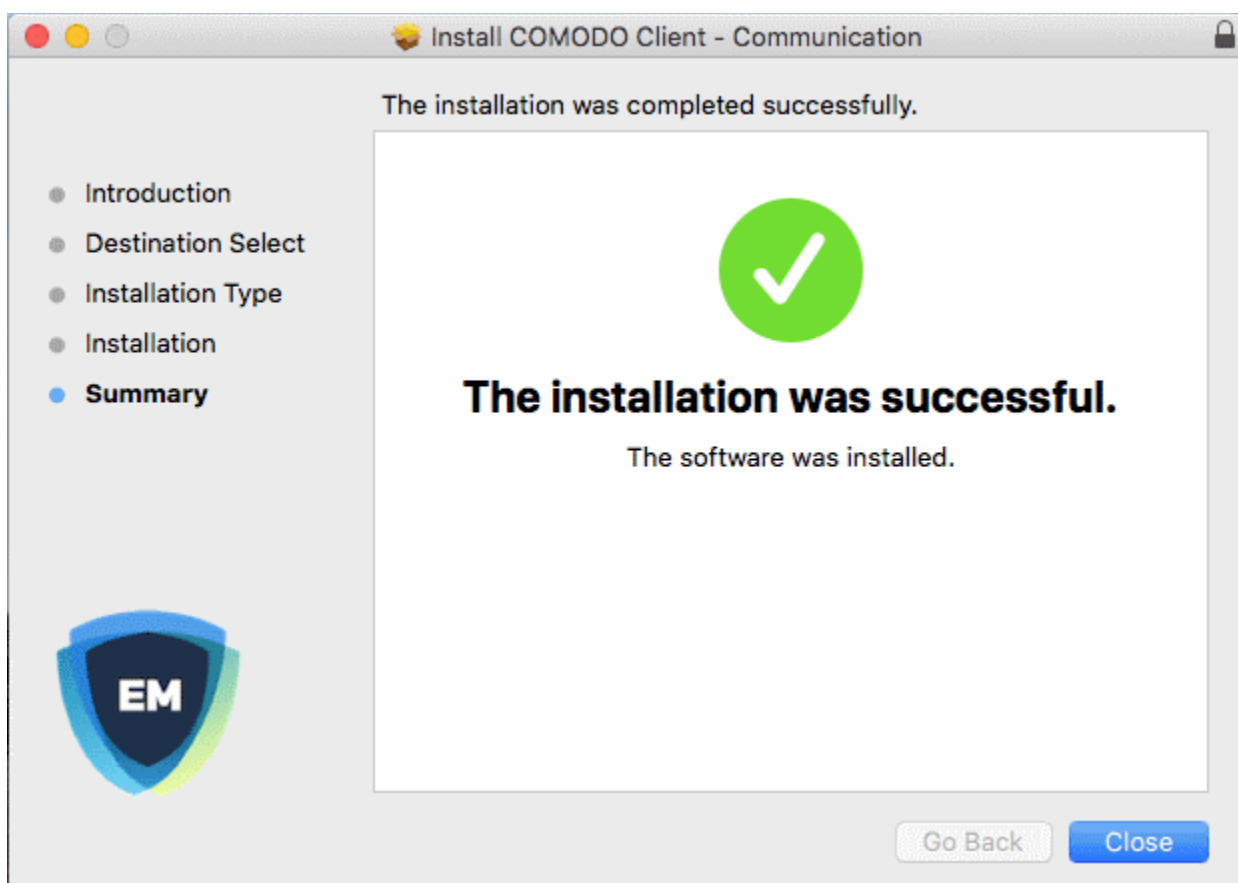 Install COMODO Client - Communication
The installation was completed successfully.
Introduction
Destination Select
Installation Type
Installation
Summary
The installation was successful.
The software was installed.
EM
Go Back
Close